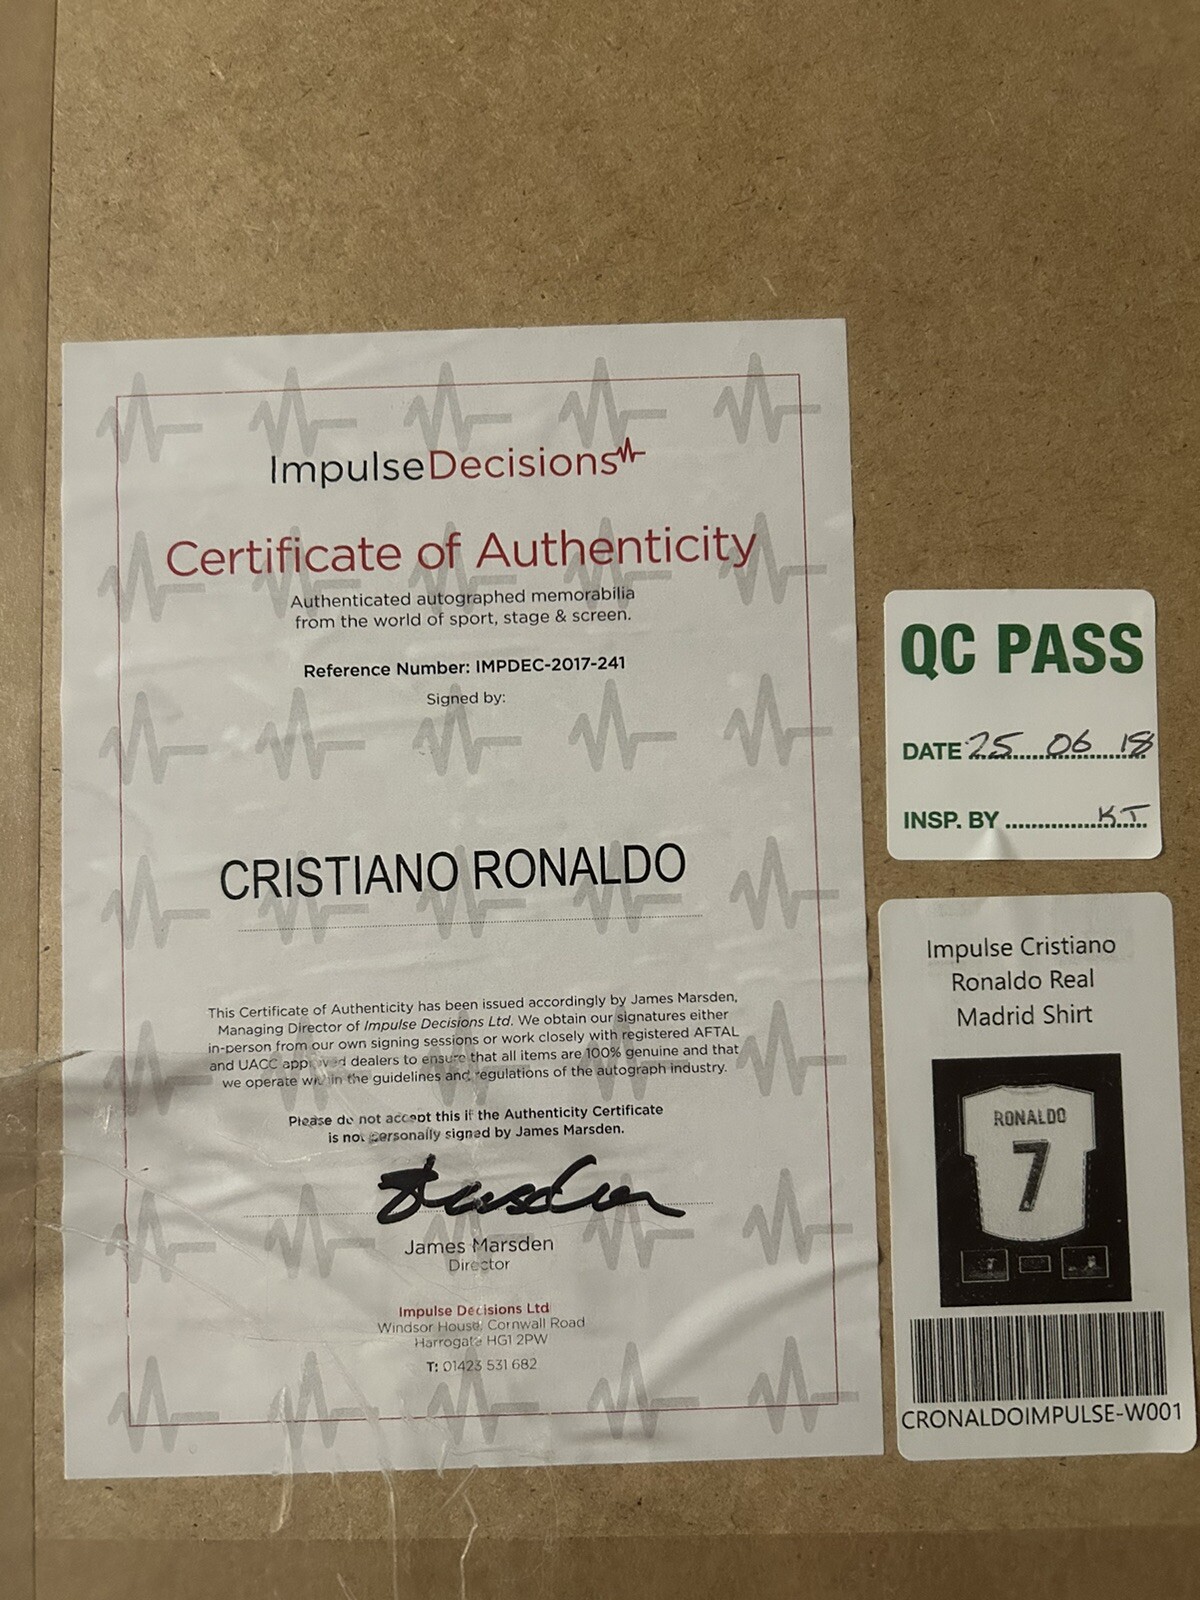 ImpulseDecisions
Certificate of Authenticity
Authenticated autographed memorabilia
from the world of sport, stage & screen.
Reference Number: IMPDEC-2017-241
Signed by:
CRISTIANO RONALDO
This Certificate of Authenticity has been issued accordingly by James Marsden,
Managing Director of Impulse Decisions Ltd. We obtain our signatures either
in-person from our own signing sessions or work closely with registered AFTAL
and UACC approved dealers to ensure that all items are 100% genuine and that
we operate within the guidelines and regulations of the autograph industry.
Please do not accept this if the Authenticity Certificate
is not personally signed by James Marsden.
James Marsden
Director
Impulse Decisions Ltd
Windsor House, Cornwall Road
Harrogate HG1 2PW
T: 01423 531 682
QC PASS
DATE 25 06 18
INSP. BY KT
Impulse Cristiano
Ronaldo Real
Madrid Shirt
RONALDO
7
CRONALDOIMPULSE-W001